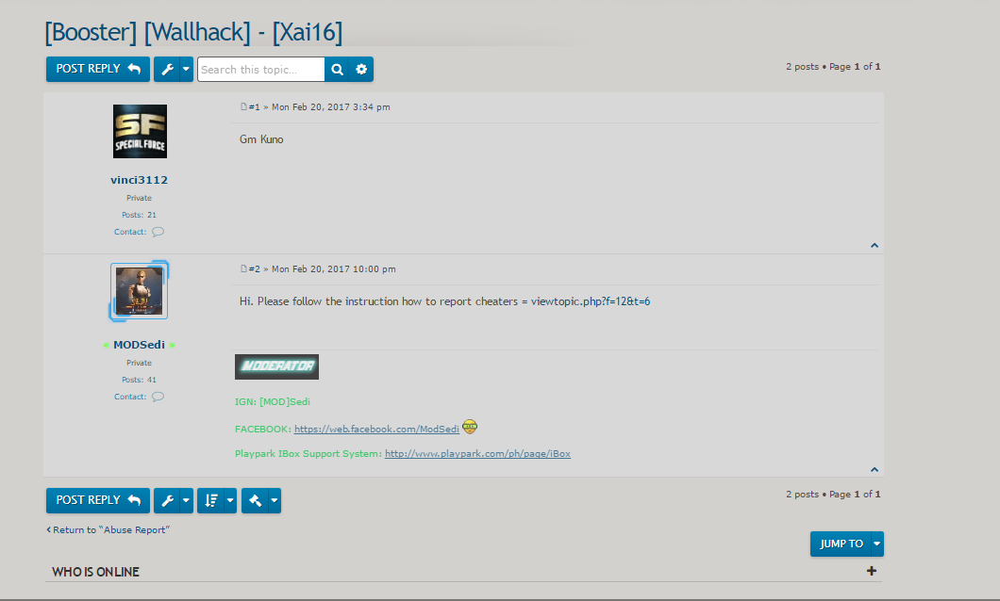 [Booster] [Wallhack] - [Xai16]
POST REPLY
Search this topic...
2 posts • Page 1 of 1
SF
SPECIAL FORCE
vinci3112
Private
Posts: 21
Contact:
#1 » Mon Feb 20, 2017 3:34 pm
Gm Kuno
MODSedi
Private
Posts: 41
Contact:
#2 » Mon Feb 20, 2017 10:00 pm
Hi. Please follow the instruction how to report cheaters = viewtopic.php?f=12&t=6
MODERATOR
IGN: [MOD]Sedi
FACEBOOK: https://web.facebook.com/ModSedi
Playpark IBox Support System: http://www.playpark.com/ph/page/iBox
POST REPLY
2 posts • Page 1 of 1
Return to “Abuse Report”
JUMP TO
WHO IS ONLINE